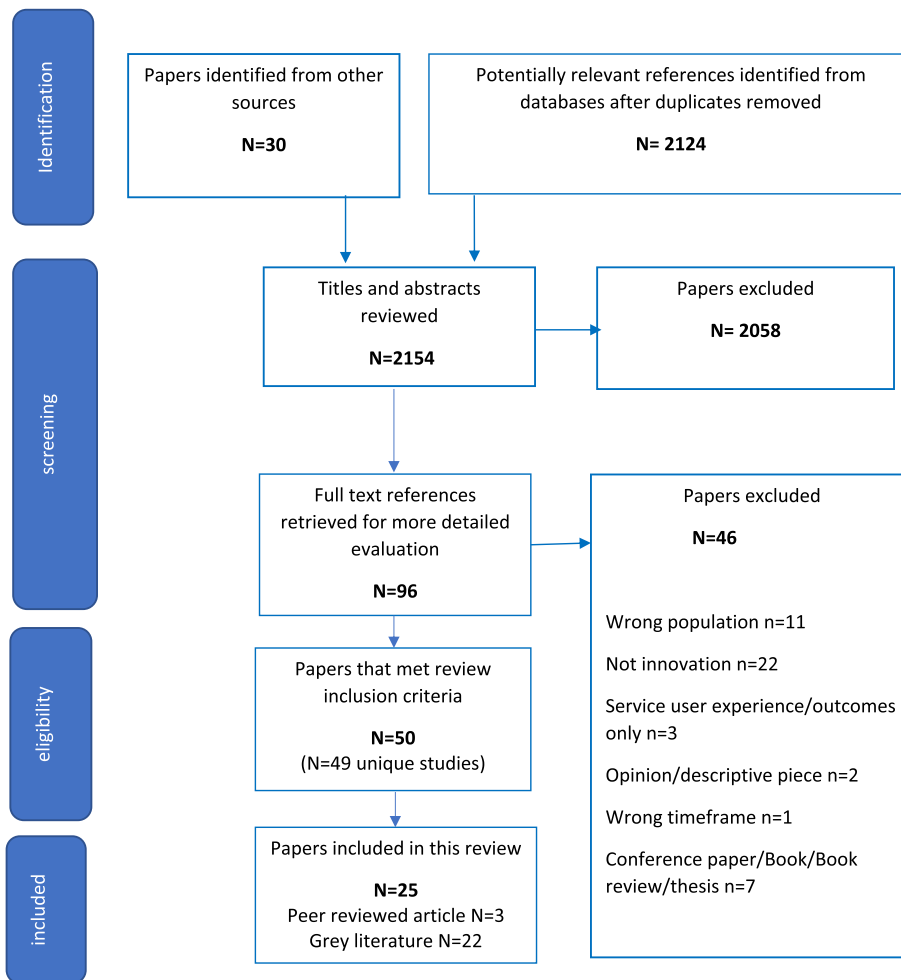 Identification
Papers identified from other
sources
N=30
Potentially relevant references identified from
databases after duplicates removed
N= 2124
screening
Titles and abstracts
reviewed
N=2154
Papers excluded
N= 2058
Full text references
retrieved for more detailed
evaluation
N=96
Papers excluded
N=46
Wrong population n=11
Not innovation n=22
Service user experience/outcomes
only n=3
Opinion/descriptive piece n=2
Wrong timeframe n=1
Conference paper/Book/Book
review/thesis n=7
eligibility
Papers that met review
inclusion criteria
N=50
(N=49 unique studies)
included
Papers included in this review
N=25
Peer reviewed article N=3
Grey literature N=22